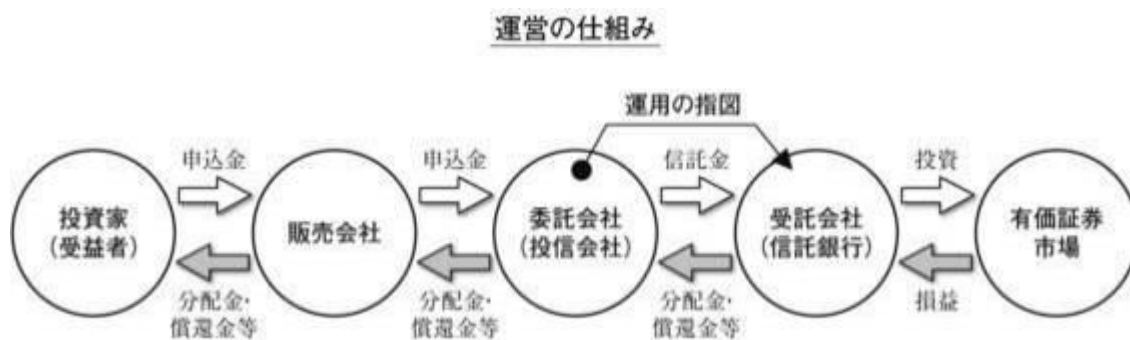 運営の仕組み
運用の指図
申込金
申込金
信託金
投資
投資家
(受益者)
販売会社
委託会社
(投信会社)
受託会社
(信託銀行)
有価証券
市場
分配金・
償還金等
分配金・
償還金等
分配金・
償還金等
損益